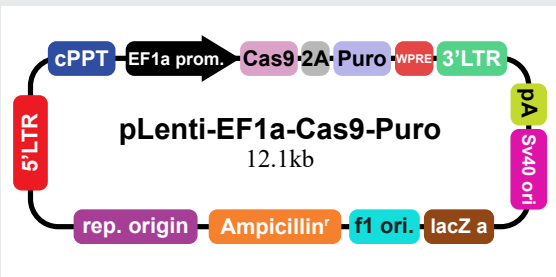 cPPT
EF1a prom.
Cas9
2A
Puro
WPRE
3'LTR
5'LTR
pLenti-EF1a-Cas9-Puro
12.1kb
pA
Sv40 ori
rep. origin
Ampicillinʳ
f1 ori.
lacZ a